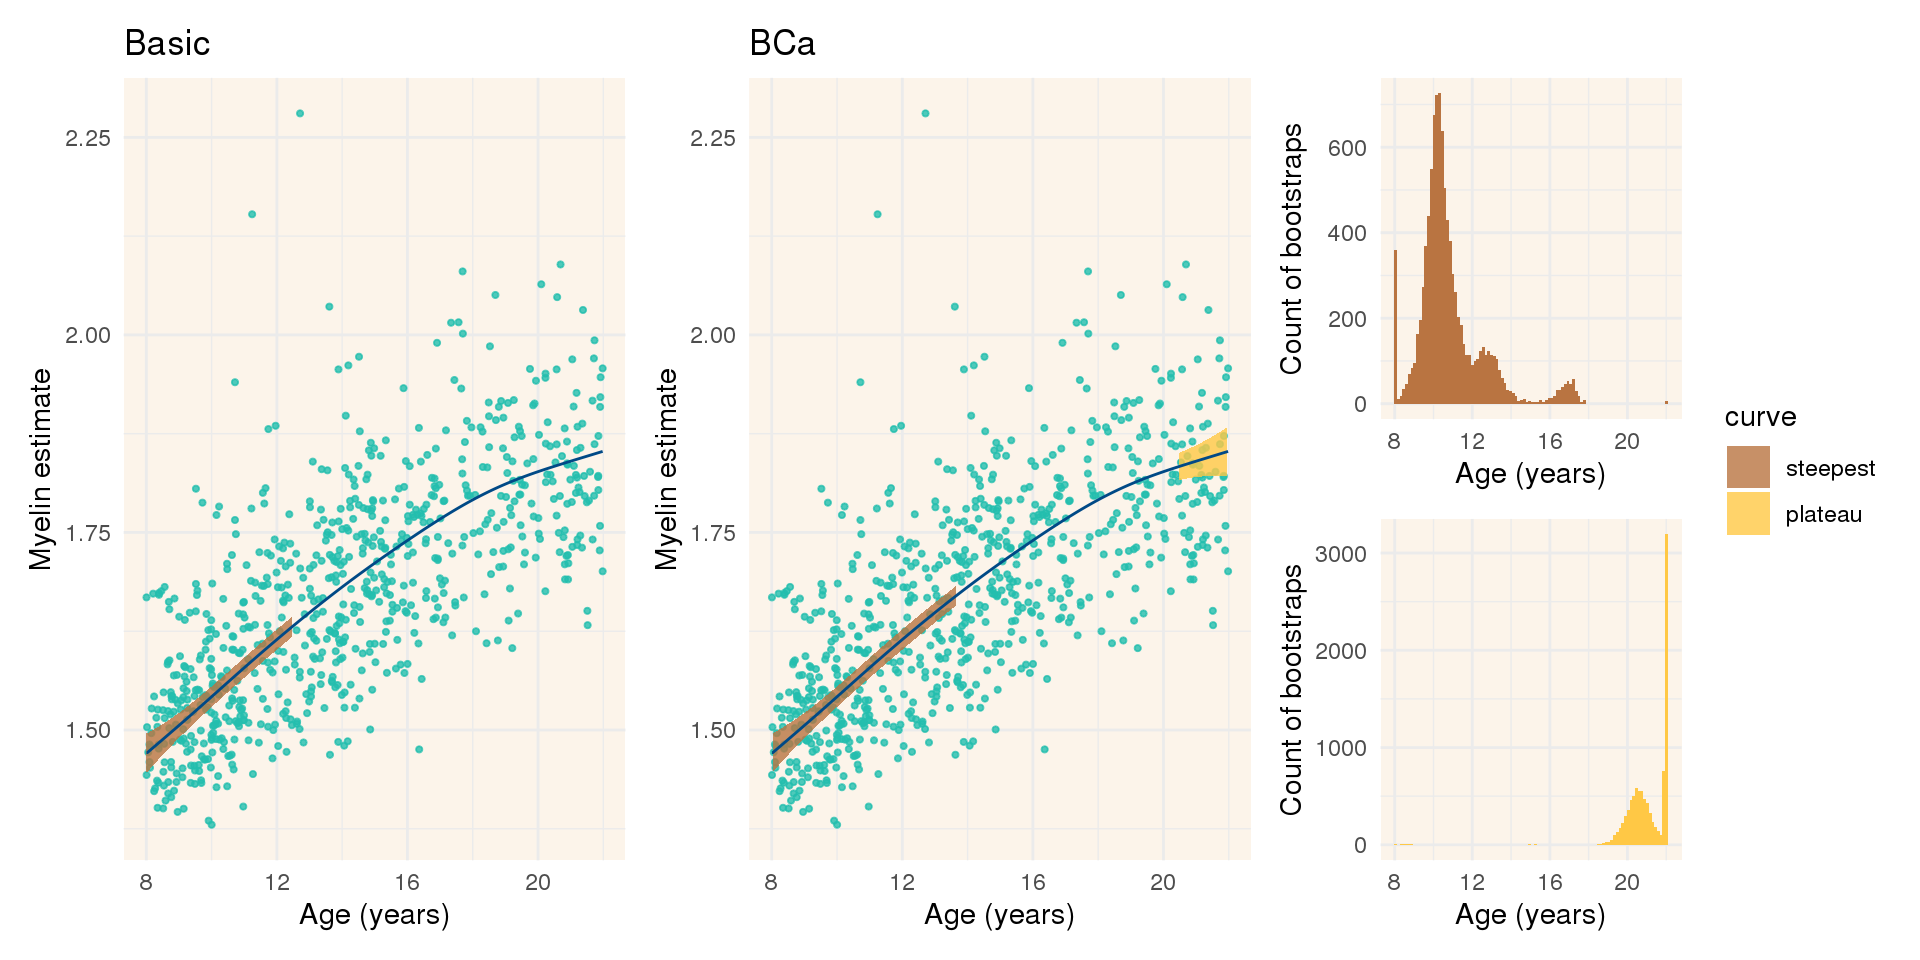 Basic
Myelin estimate
2.25
2.00
1.75
1.50
8 12 16 20
Age (years)
BCa
Myelin estimate
2.25
2.00
1.75
1.50
8 12 16 20
Age (years)
Count of bootstraps
600
400
200
0
8 12 16 20
Age (years)
Count of bootstraps
3000
2000
1000
0
8 12 16 20
Age (years)
curve
steepest
plateau